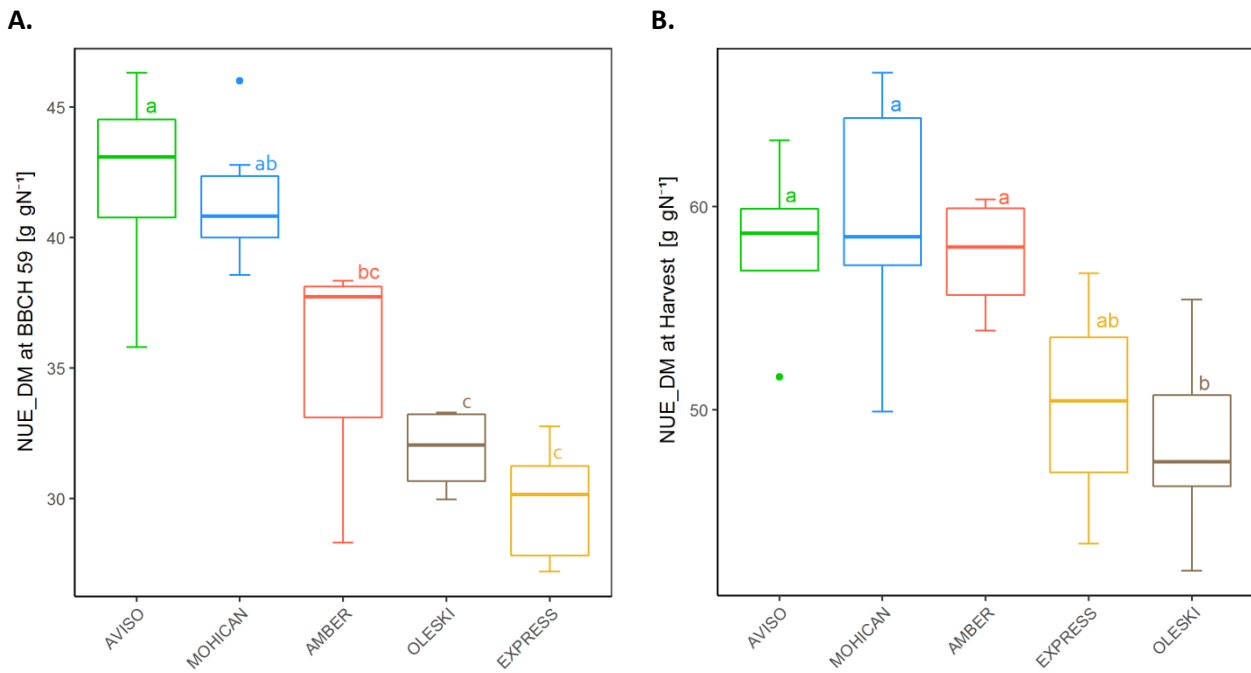 A.
NUE_DM at BBCH 59 [g gN⁻¹]
45
40
35
30
a
ab
bc
c
c
AVISO
MOHICAN
AMBER
OLESKI
EXPRESS
B.
NUE_DM at Harvest [g gN⁻¹]
60
50
a
a
a
ab
b
AVISO
MOHICAN
AMBER
EXPRESS
OLESKI